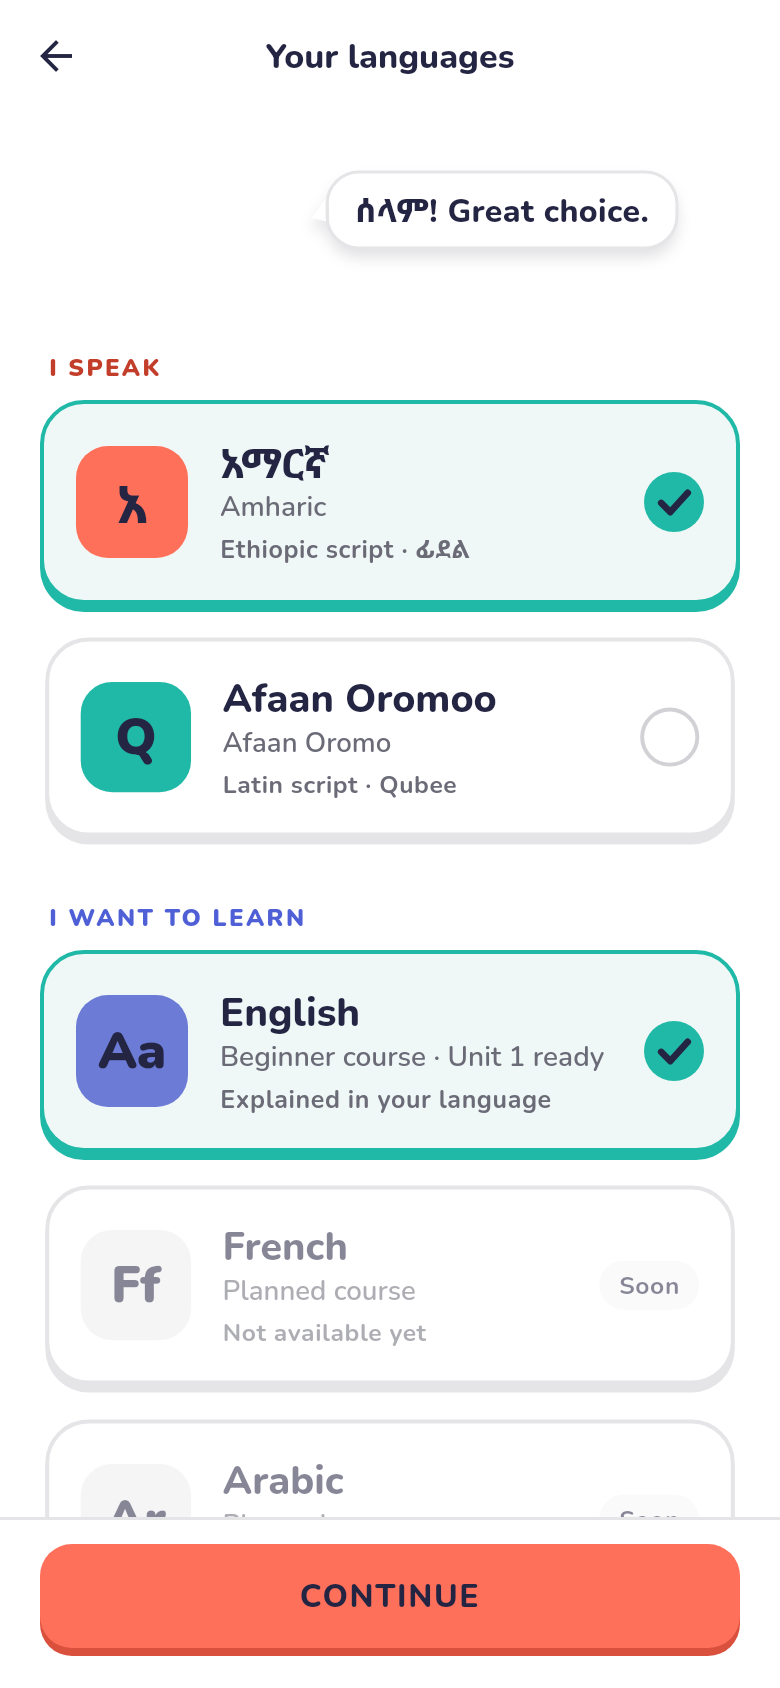 Your languages
ሰላም! Great choice.
I SPEAK
አ
አማርኛ
Amharic
Ethiopic script · ፊደል
Q
Afaan Oromoo
Afaan Oromo
Latin script · Qubee
I WANT TO LEARN
Aa
English
Beginner course · Unit 1 ready
Explained in your language
Ff
French
Planned course
Not available yet
Soon
Ar
Arabic
Soon
CONTINUE